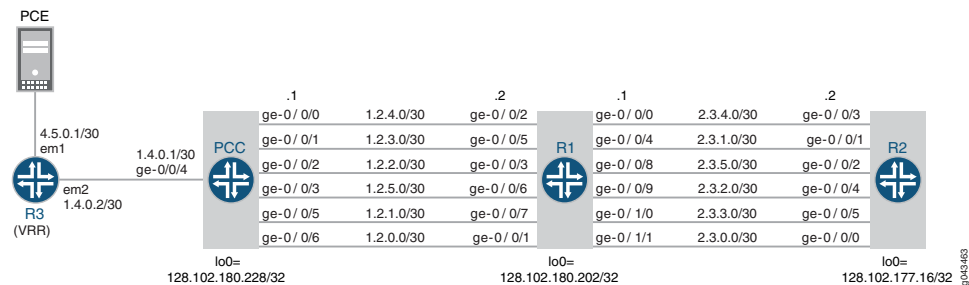 PCE
4.5.0.1/30
em1
R3
(VRR)
em2
1.4.0.2/30
1.4.0.1/30
ge-0/0/4
PCC
.1 .2 .1 .2
ge-0/0/0 1.2.4.0/30 ge-0/0/2 ge-0/0/0 2.3.4.0/30 ge-0/0/3
ge-0/0/1 1.2.3.0/30 ge-0/0/5 R1 ge-0/0/4 2.3.1.0/30 ge-0/0/1 R2
ge-0/0/2 1.2.2.0/30 ge-0/0/3 ge-0/0/8 2.3.5.0/30 ge-0/0/2
ge-0/0/3 1.2.5.0/30 ge-0/0/6 ge-0/0/9 2.3.2.0/30 ge-0/0/4
ge-0/0/5 1.2.1.0/30 ge-0/0/7 ge-0/1/0 2.3.3.0/30 ge-0/0/5
ge-0/0/6 1.2.0.0/30 ge-0/0/1 ge-0/1/1 2.3.0.0/30 ge-0/0/0
lo0= lo0= lo0=
128.102.180.228/32 128.102.180.202/32 128.102.177.16/32
g043463